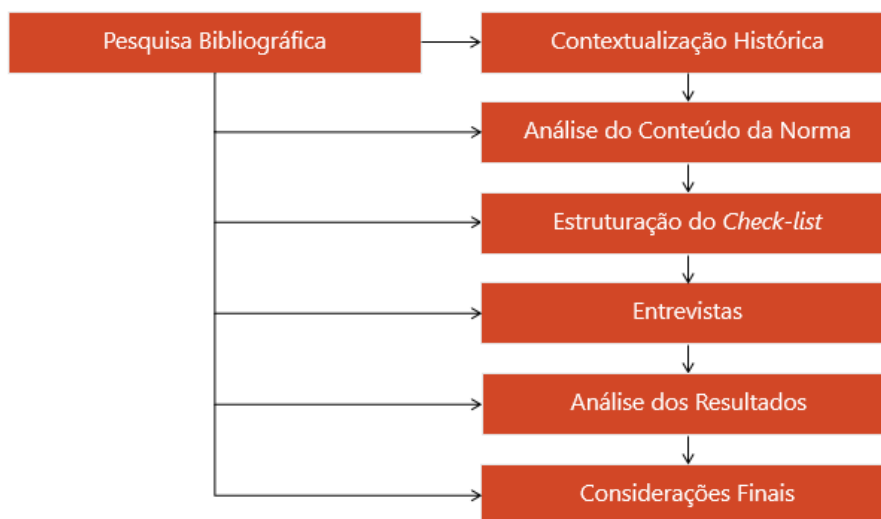 Pesquisa Bibliográfica
Contextualização Histórica
Análise do Conteúdo da Norma
Estruturação do Check-list
Entrevistas
Análise dos Resultados
Considerações Finais